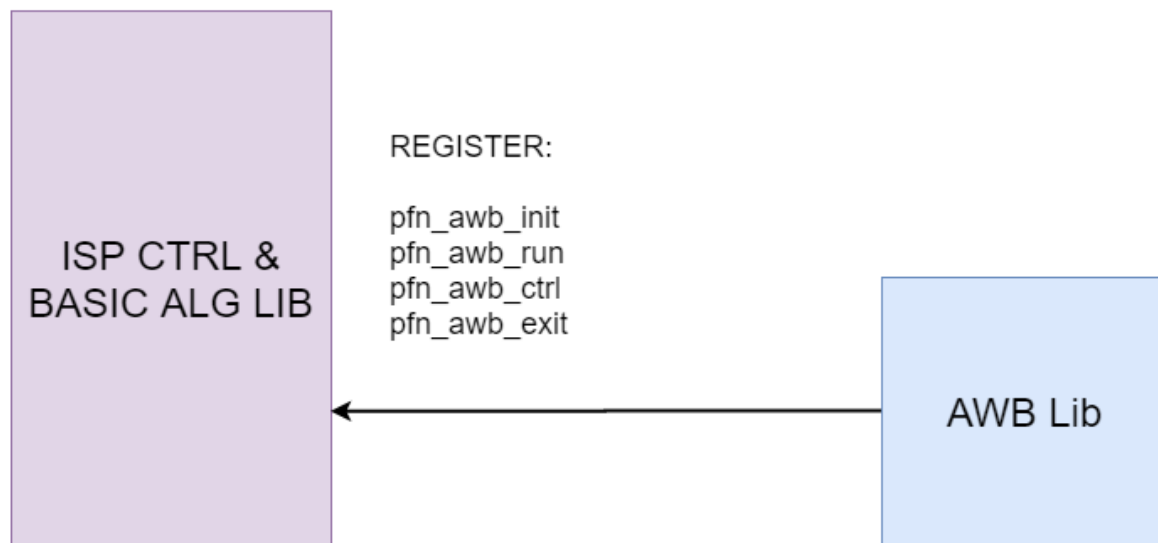 ISP CTRL &
BASIC ALG LIB
REGISTER:
pfn_awb_init
pfn_awb_run
pfn_awb_ctrl
pfn_awb_exit
AWB Lib